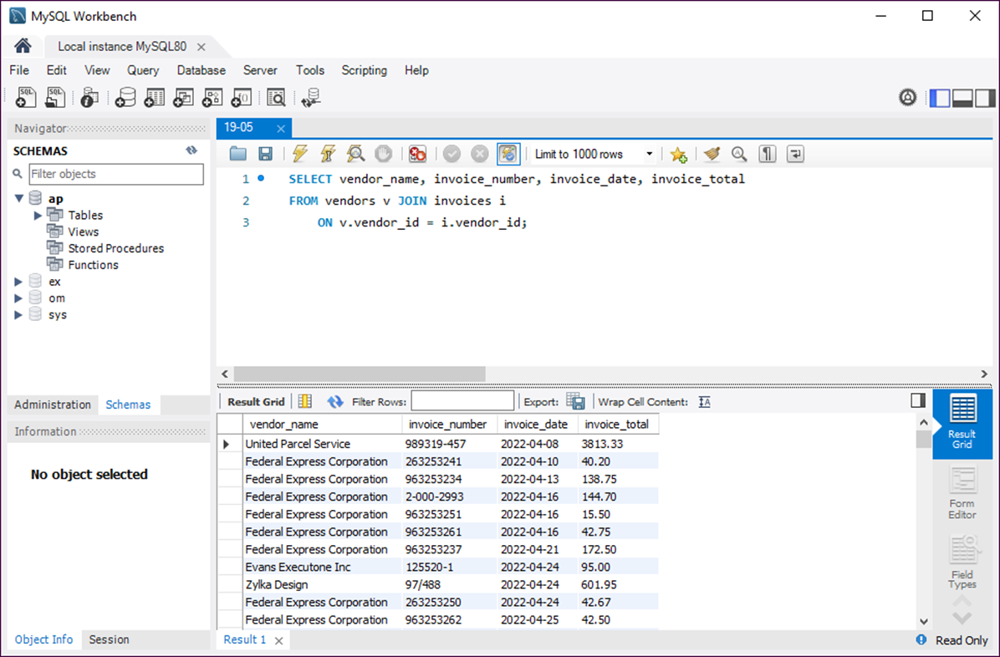 MySQL Workbench
Local instance MySQL80
File Edit View Query Database Server Tools Scripting Help
SQL SQL
Navigator
SCHEMAS
Filter objects
ap
Tables
Views
Stored Procedures
Functions
ex
om
sys
Administration Schemas
Information
No object selected
Object Info Session
19-05
Limit to 1000 rows
1 SELECT vendor_name, invoice_number, invoice_date, invoice_total
2 FROM vendors v JOIN invoices i
3 ON v.vendor_id = i.vendor_id;
Result Grid Filter Rows: Export: Wrap Cell Content: IA
vendor_name invoice_number invoice_date invoice_total
United Parcel Service 989319-457 2022-04-08 3813.33
Federal Express Corporation 263253241 2022-04-10 40.20
Federal Express Corporation 963253234 2022-04-13 138.75
Federal Express Corporation 2-000-2993 2022-04-16 144.70
Federal Express Corporation 963253251 2022-04-16 15.50
Federal Express Corporation 963253261 2022-04-16 42.75
Federal Express Corporation 963253237 2022-04-21 172.50
Evans Executone Inc 125520-1 2022-04-24 95.00
Zylka Design 97/488 2022-04-24 601.95
Federal Express Corporation 263253250 2022-04-24 42.67
Federal Express Corporation 963253262 2022-04-25 42.50
Result
Grid
Form
Editor
Field
Types
Result 1
Read Only